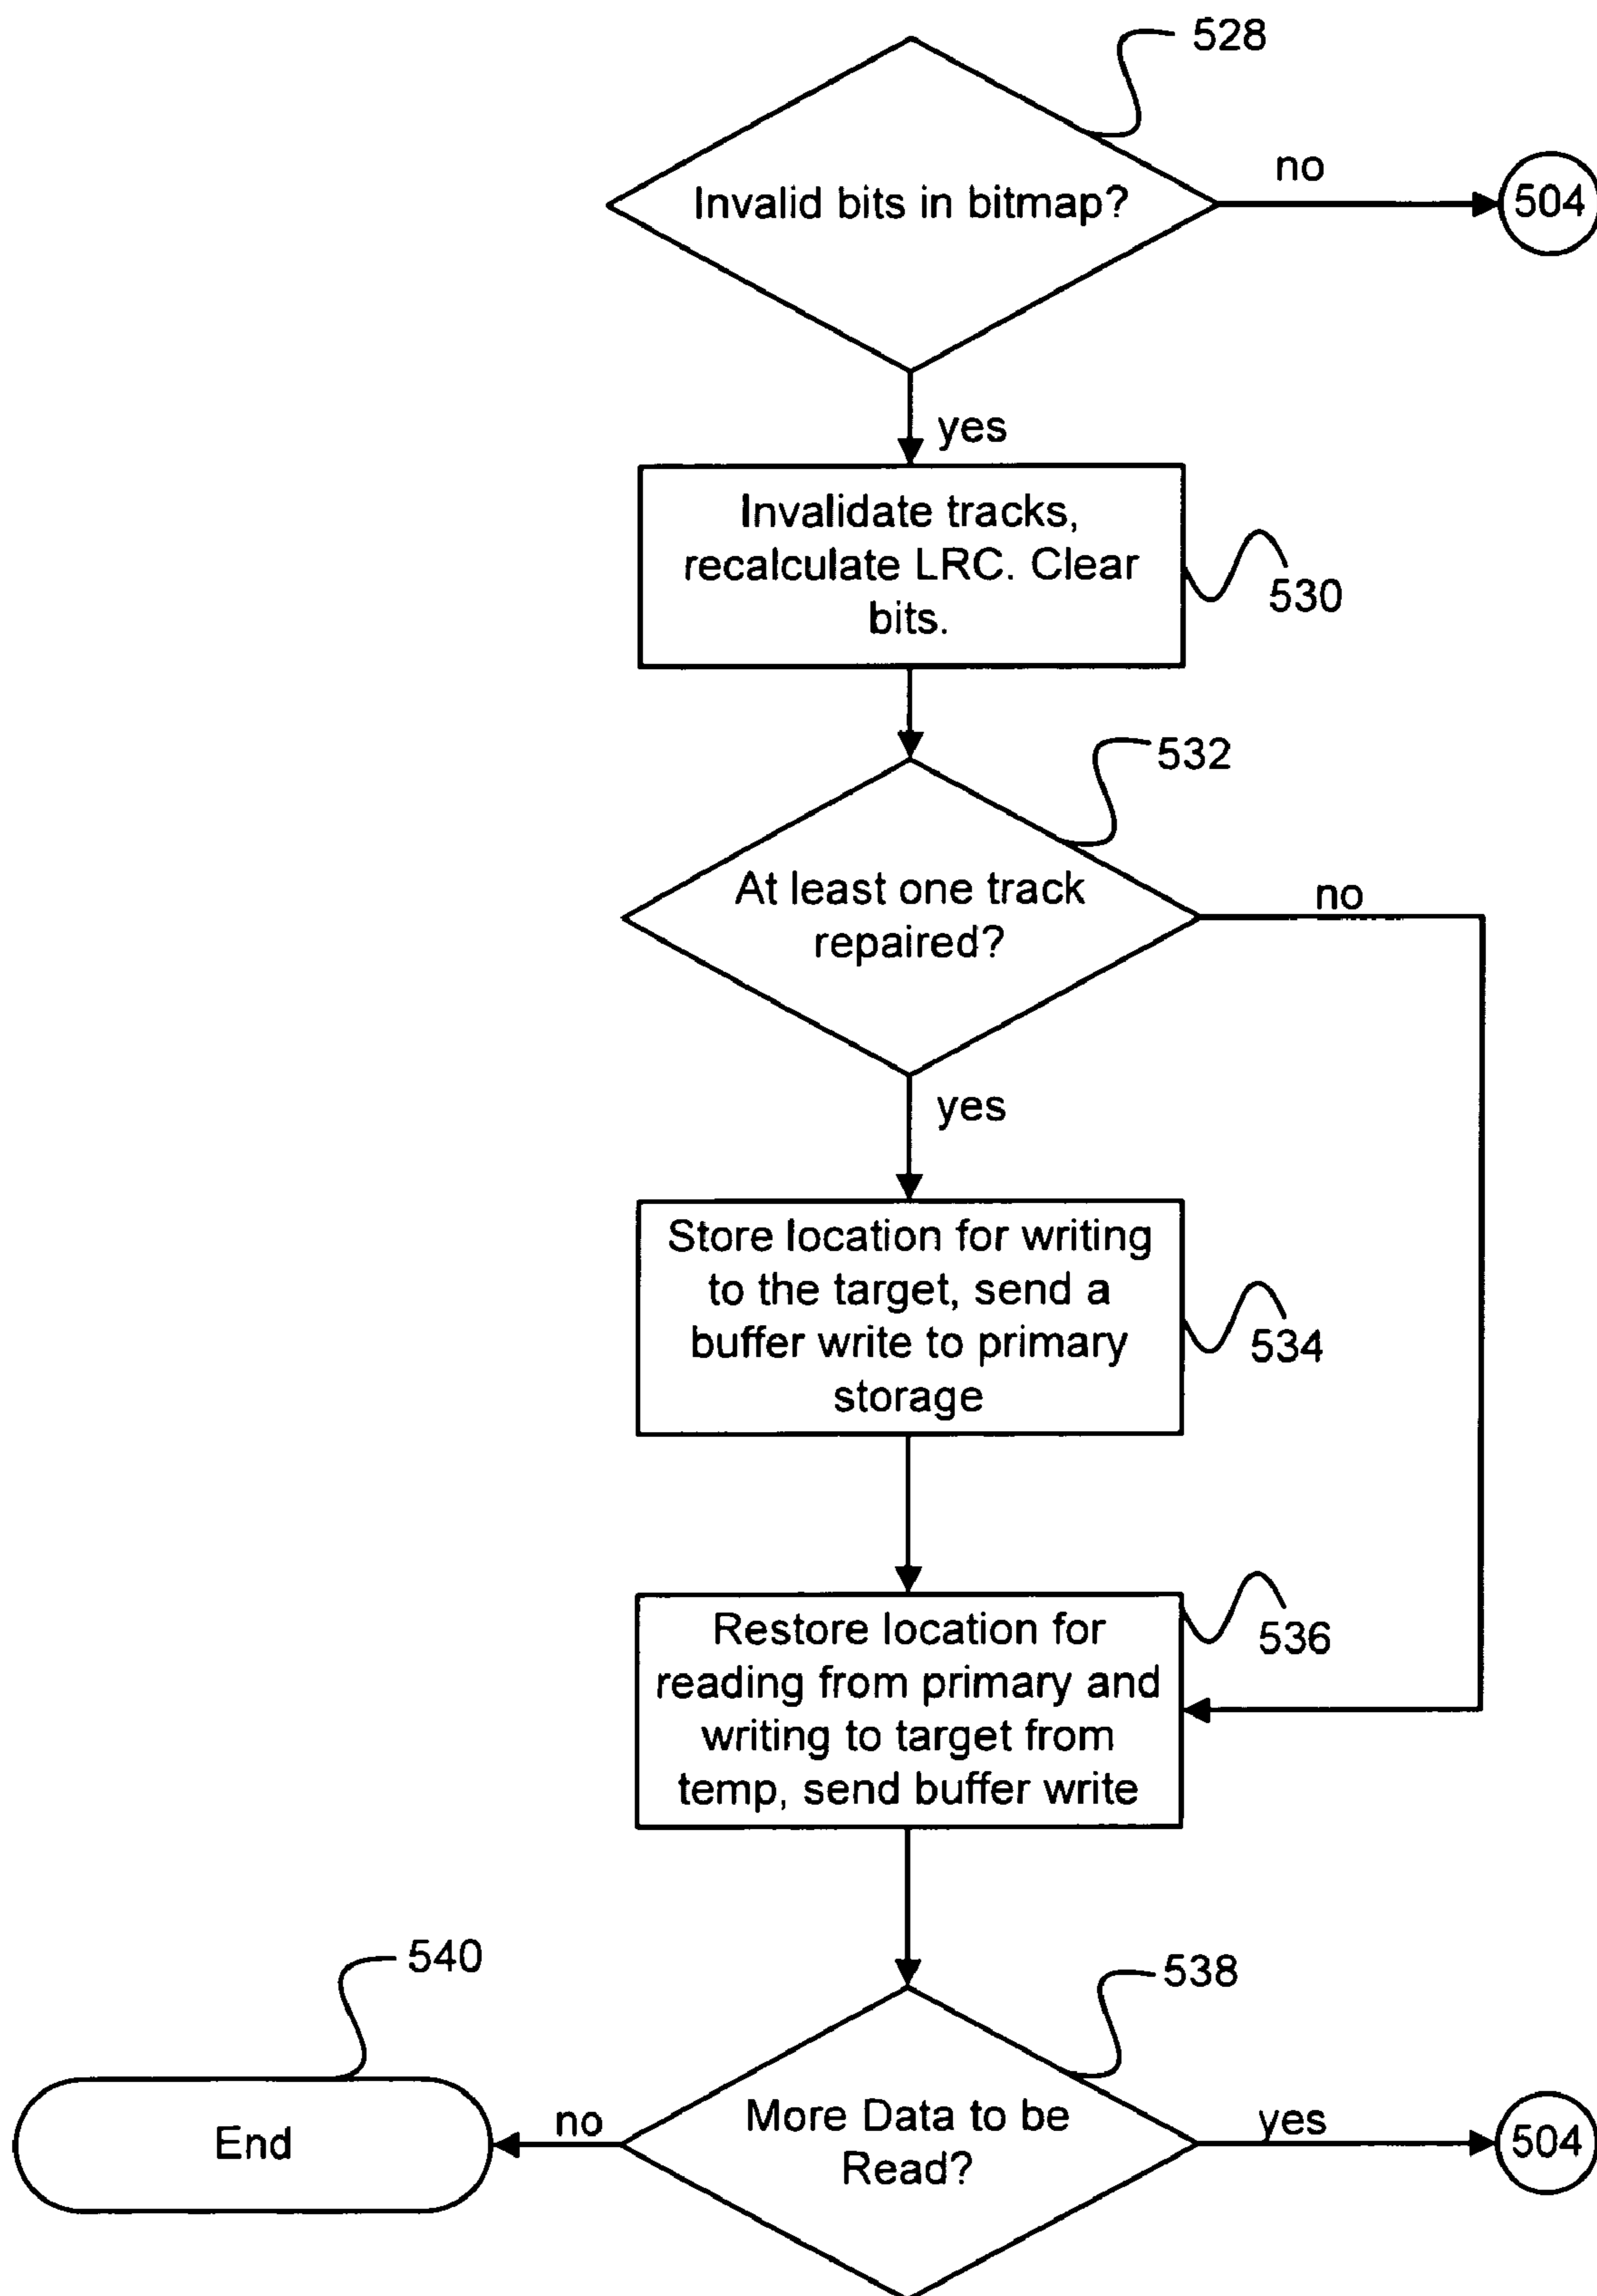 528
Invalid bits in bitmap?
no
504
yes
Invalidate tracks,
recalculate LRC. Clear
bits.
530
532
At least one track
repaired?
no
yes
Store location for writing
to the target, send a
buffer write to primary
storage
534
Restore location for
reading from primary and
writing to target from
temp, send buffer write
536
540
538
End
no
More Data to be
Read?
yes
504